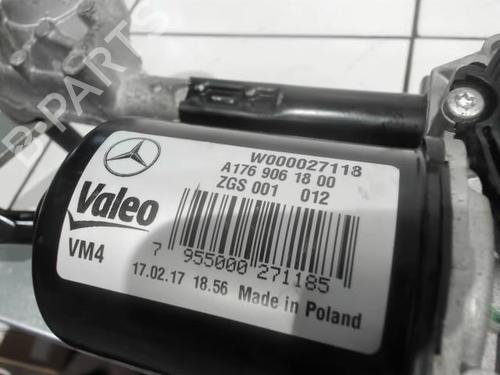 W000027118
A176 906 18 00
ZGS 001 012
Valeo
VM4
7 955000 271185
17.02.17 18.56 Made in Poland
B-PARTS